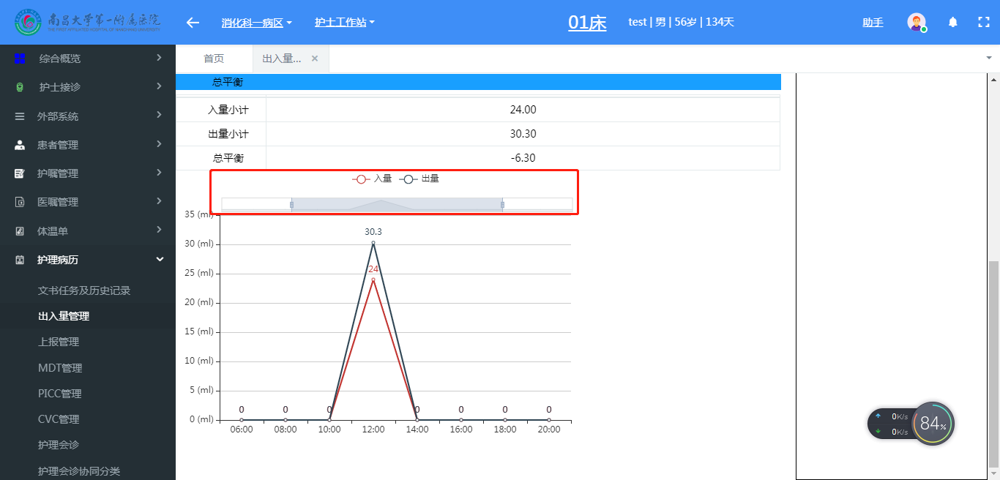 南昌大学第一附属医院
THE FIRST AFFILIATED HOSPITAL OF NANCHANG UNIVERSITY
消化科一病区
护士工作站
01床
test | 男 | 56岁 | 134天
助手
综合概览
护士接诊
外部系统
患者管理
护嘱管理
医嘱管理
体温单
护理病历
文书任务及历史记录
出入量管理
上报管理
MDT管理
PICC管理
CVC管理
护理会诊
护理会诊协同分类
首页
出入量... ×
总平衡
入量小计 24.00
出量小计 30.30
总平衡 -6.30
入量 出量
35 (ml)
30 (ml)
25 (ml)
20 (ml)
15 (ml)
10 (ml)
5 (ml)
0 (ml)
30.3
24
0 0 0 0 0 0 0
06:00 08:00 10:00 12:00 14:00 16:00 18:00 20:00
0K/s
0K/s
84%